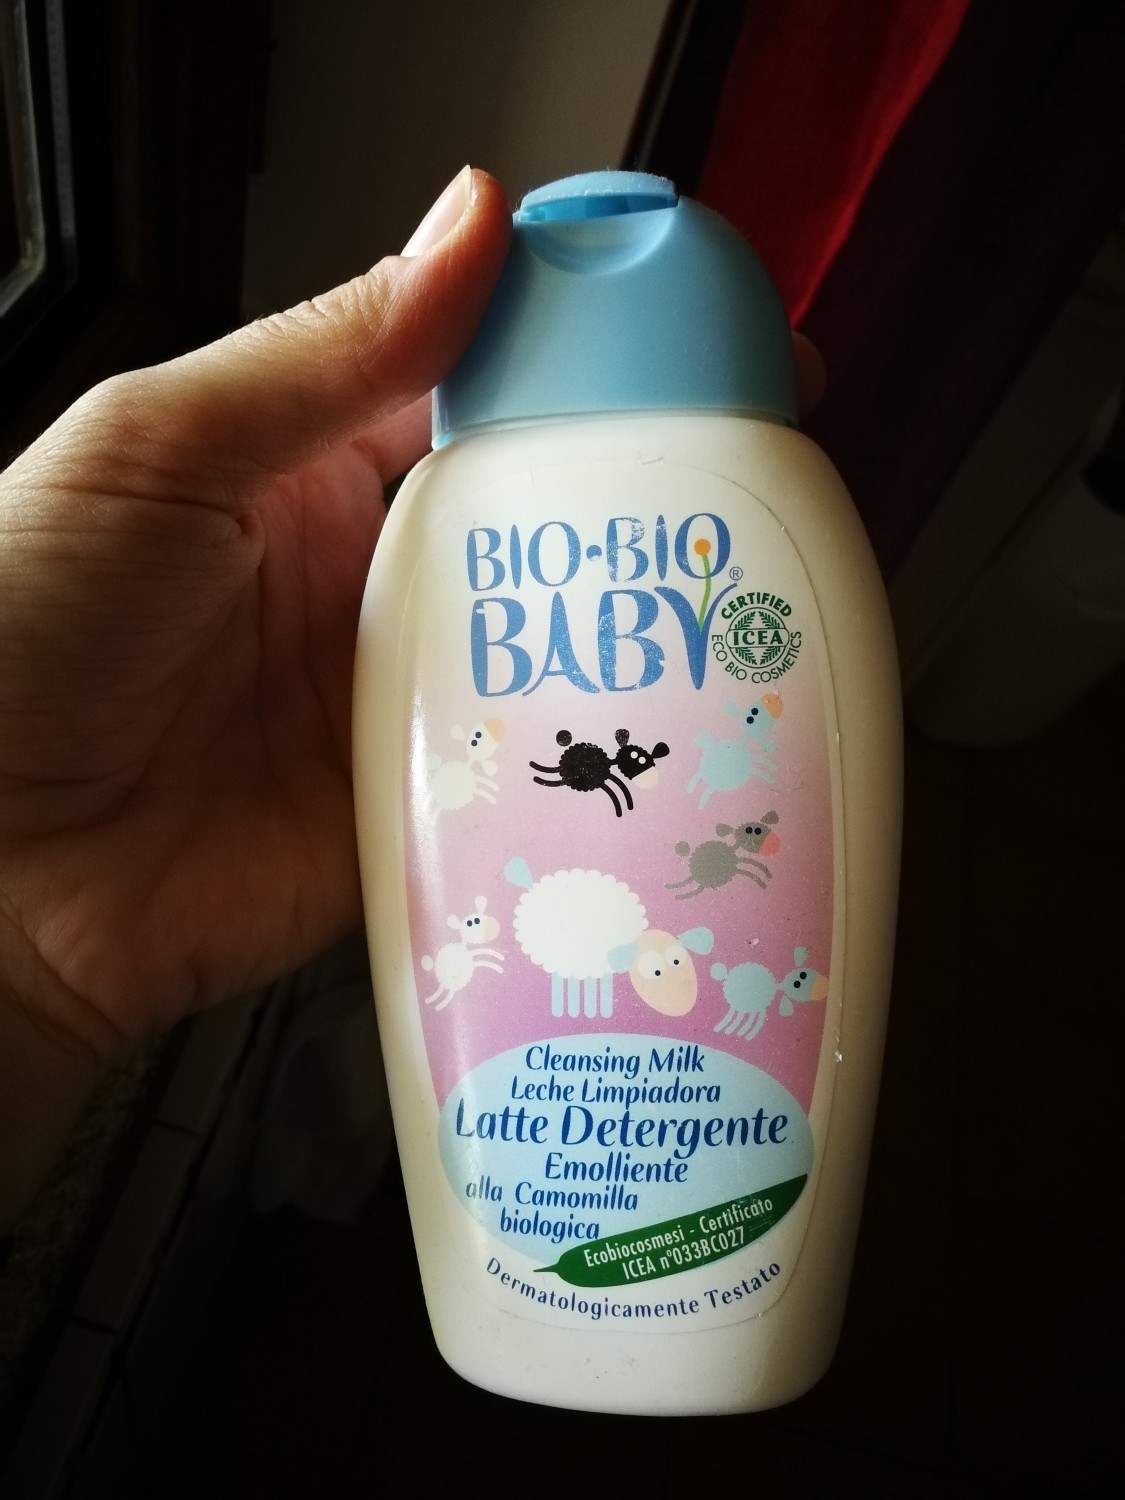 BIO•BIO
BABY®
CERTIFIED
ICEA
ECO BIO COSMETICS
Cleansing Milk
Leche Limpiadora
Latte Detergente
Emolliente
alla Camomilla
biologica
Ecobiocosmesi - Certificato
ICEA n°033BC027
Dermatologicamente Testato